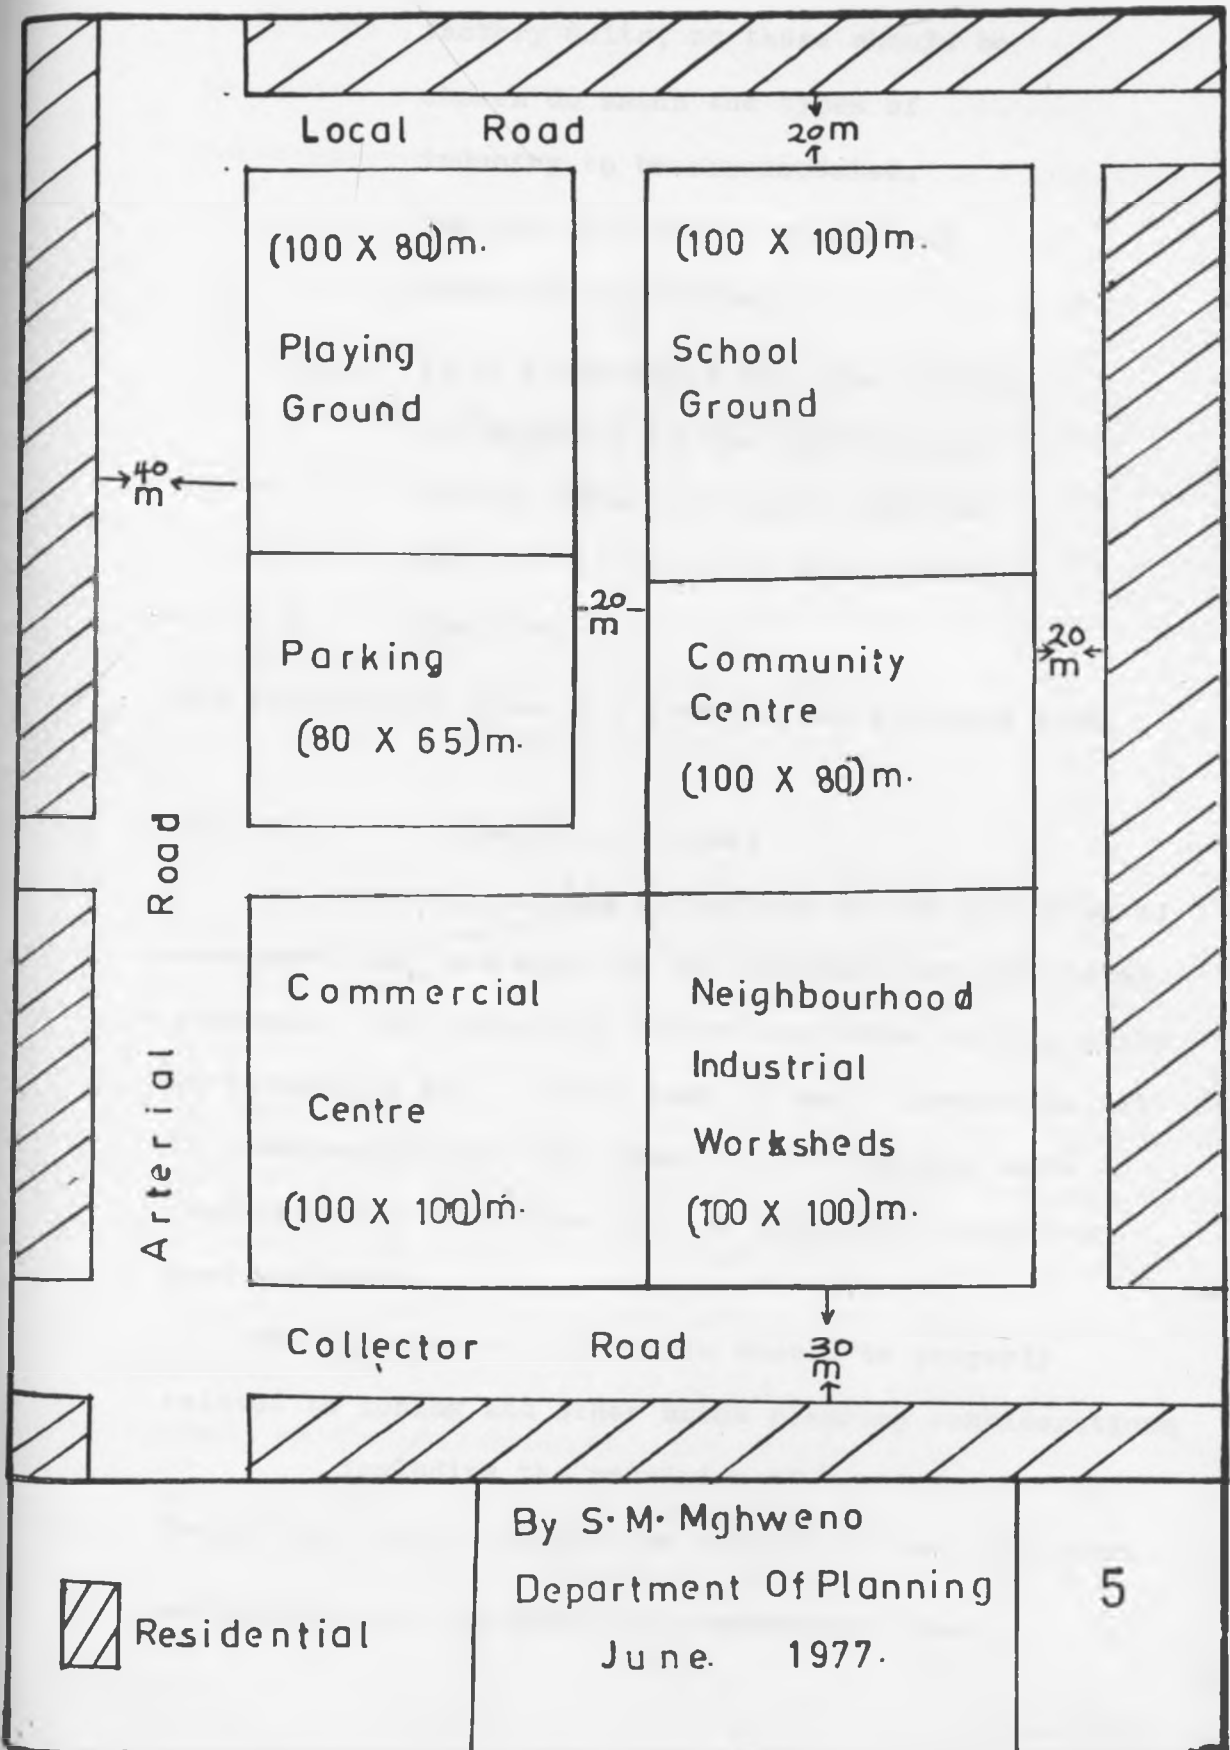 Local Road
20m
(100 X 80)m.
Playing
Ground
(100 X 100)m.
School
Ground
40
m
20
m
Parking
(80 X 65)m.
Community
Centre
(100 X 80)m.
20
m
Arterial Road
Commercial
Centre
(100 X 100)m.
Neighbourhood
Industrial
Worksheds
(100 X 100)m.
Collector Road
30
m
Residential
By S.M. Mghweno
Department Of Planning
June. 1977.
5